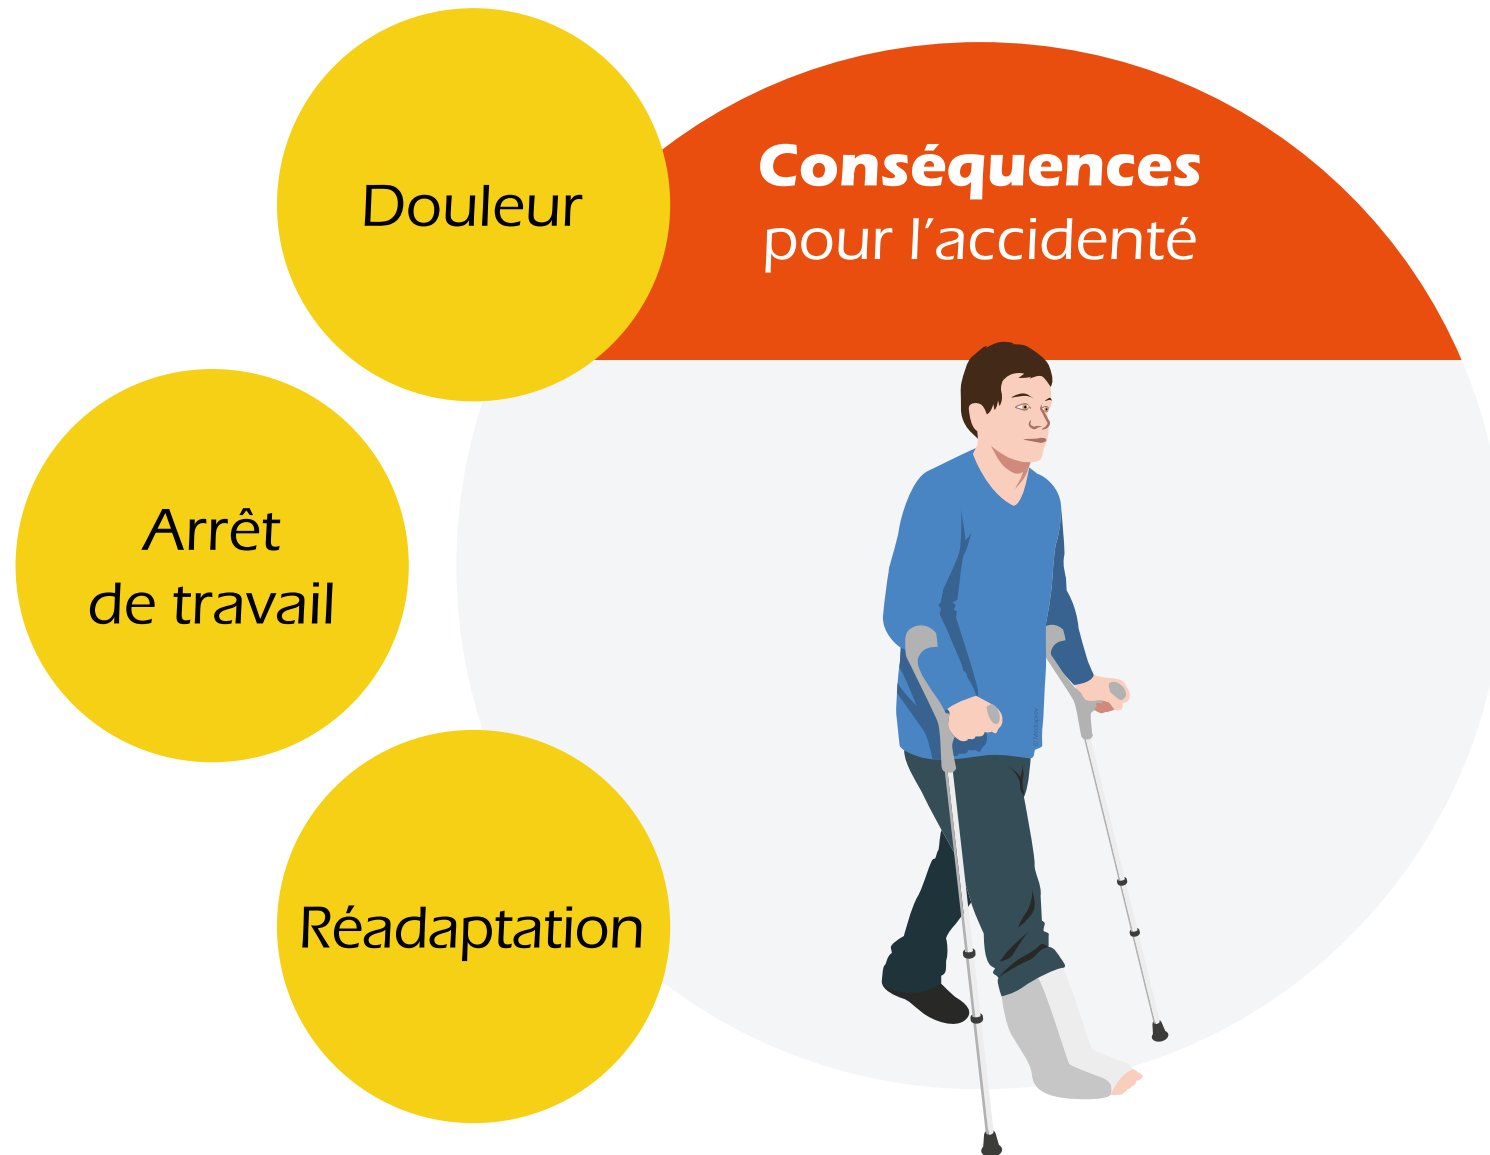 Conséquences
pour l’accidenté
Douleur
Arrêt
de travail
Réadaptation